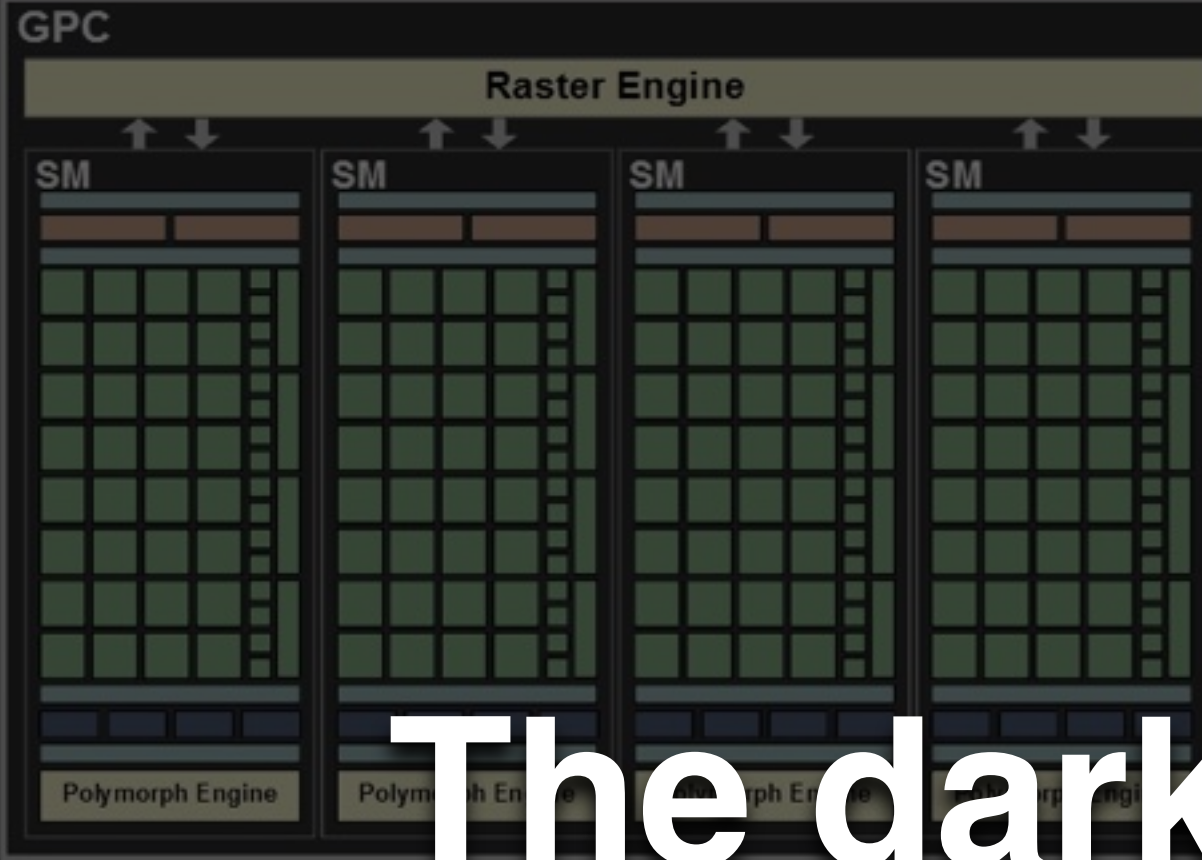 GPC
Raster Engine
SM SM SM SM
Polymorph Engine
The dark